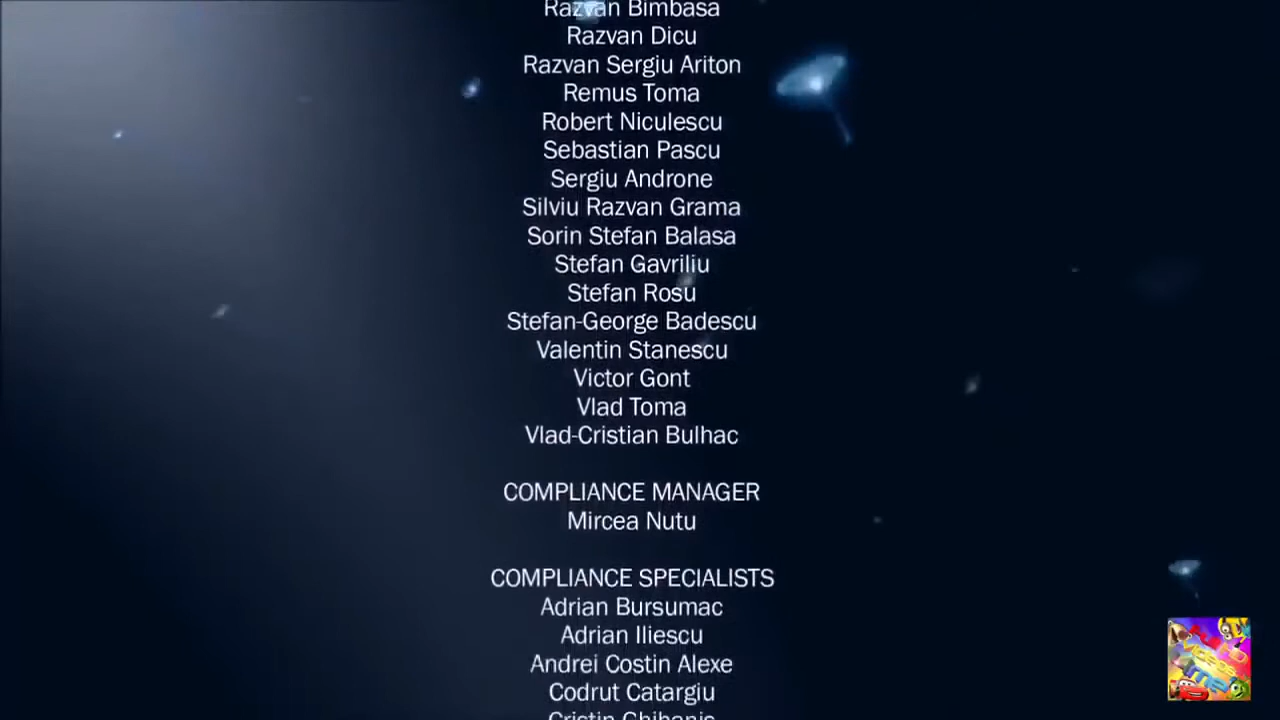 Razvan Bimbasa
Razvan Dicu
Razvan Sergiu Ariton
Remus Toma
Robert Niculescu
Sebastian Pascu
Sergiu Androne
Silviu Razvan Grama
Sorin Stefan Balasa
Stefan Gavriliu
Stefan Rosu
Stefan-George Badescu
Valentin Stanescu
Victor Gont
Vlad Toma
Vlad-Cristian Bulhac
COMPLIANCE MANAGER
Mircea Nutu
COMPLIANCE SPECIALISTS
Adrian Bursumac
Adrian Iliescu
Andrei Costin Alexe
Codrut Catargiu